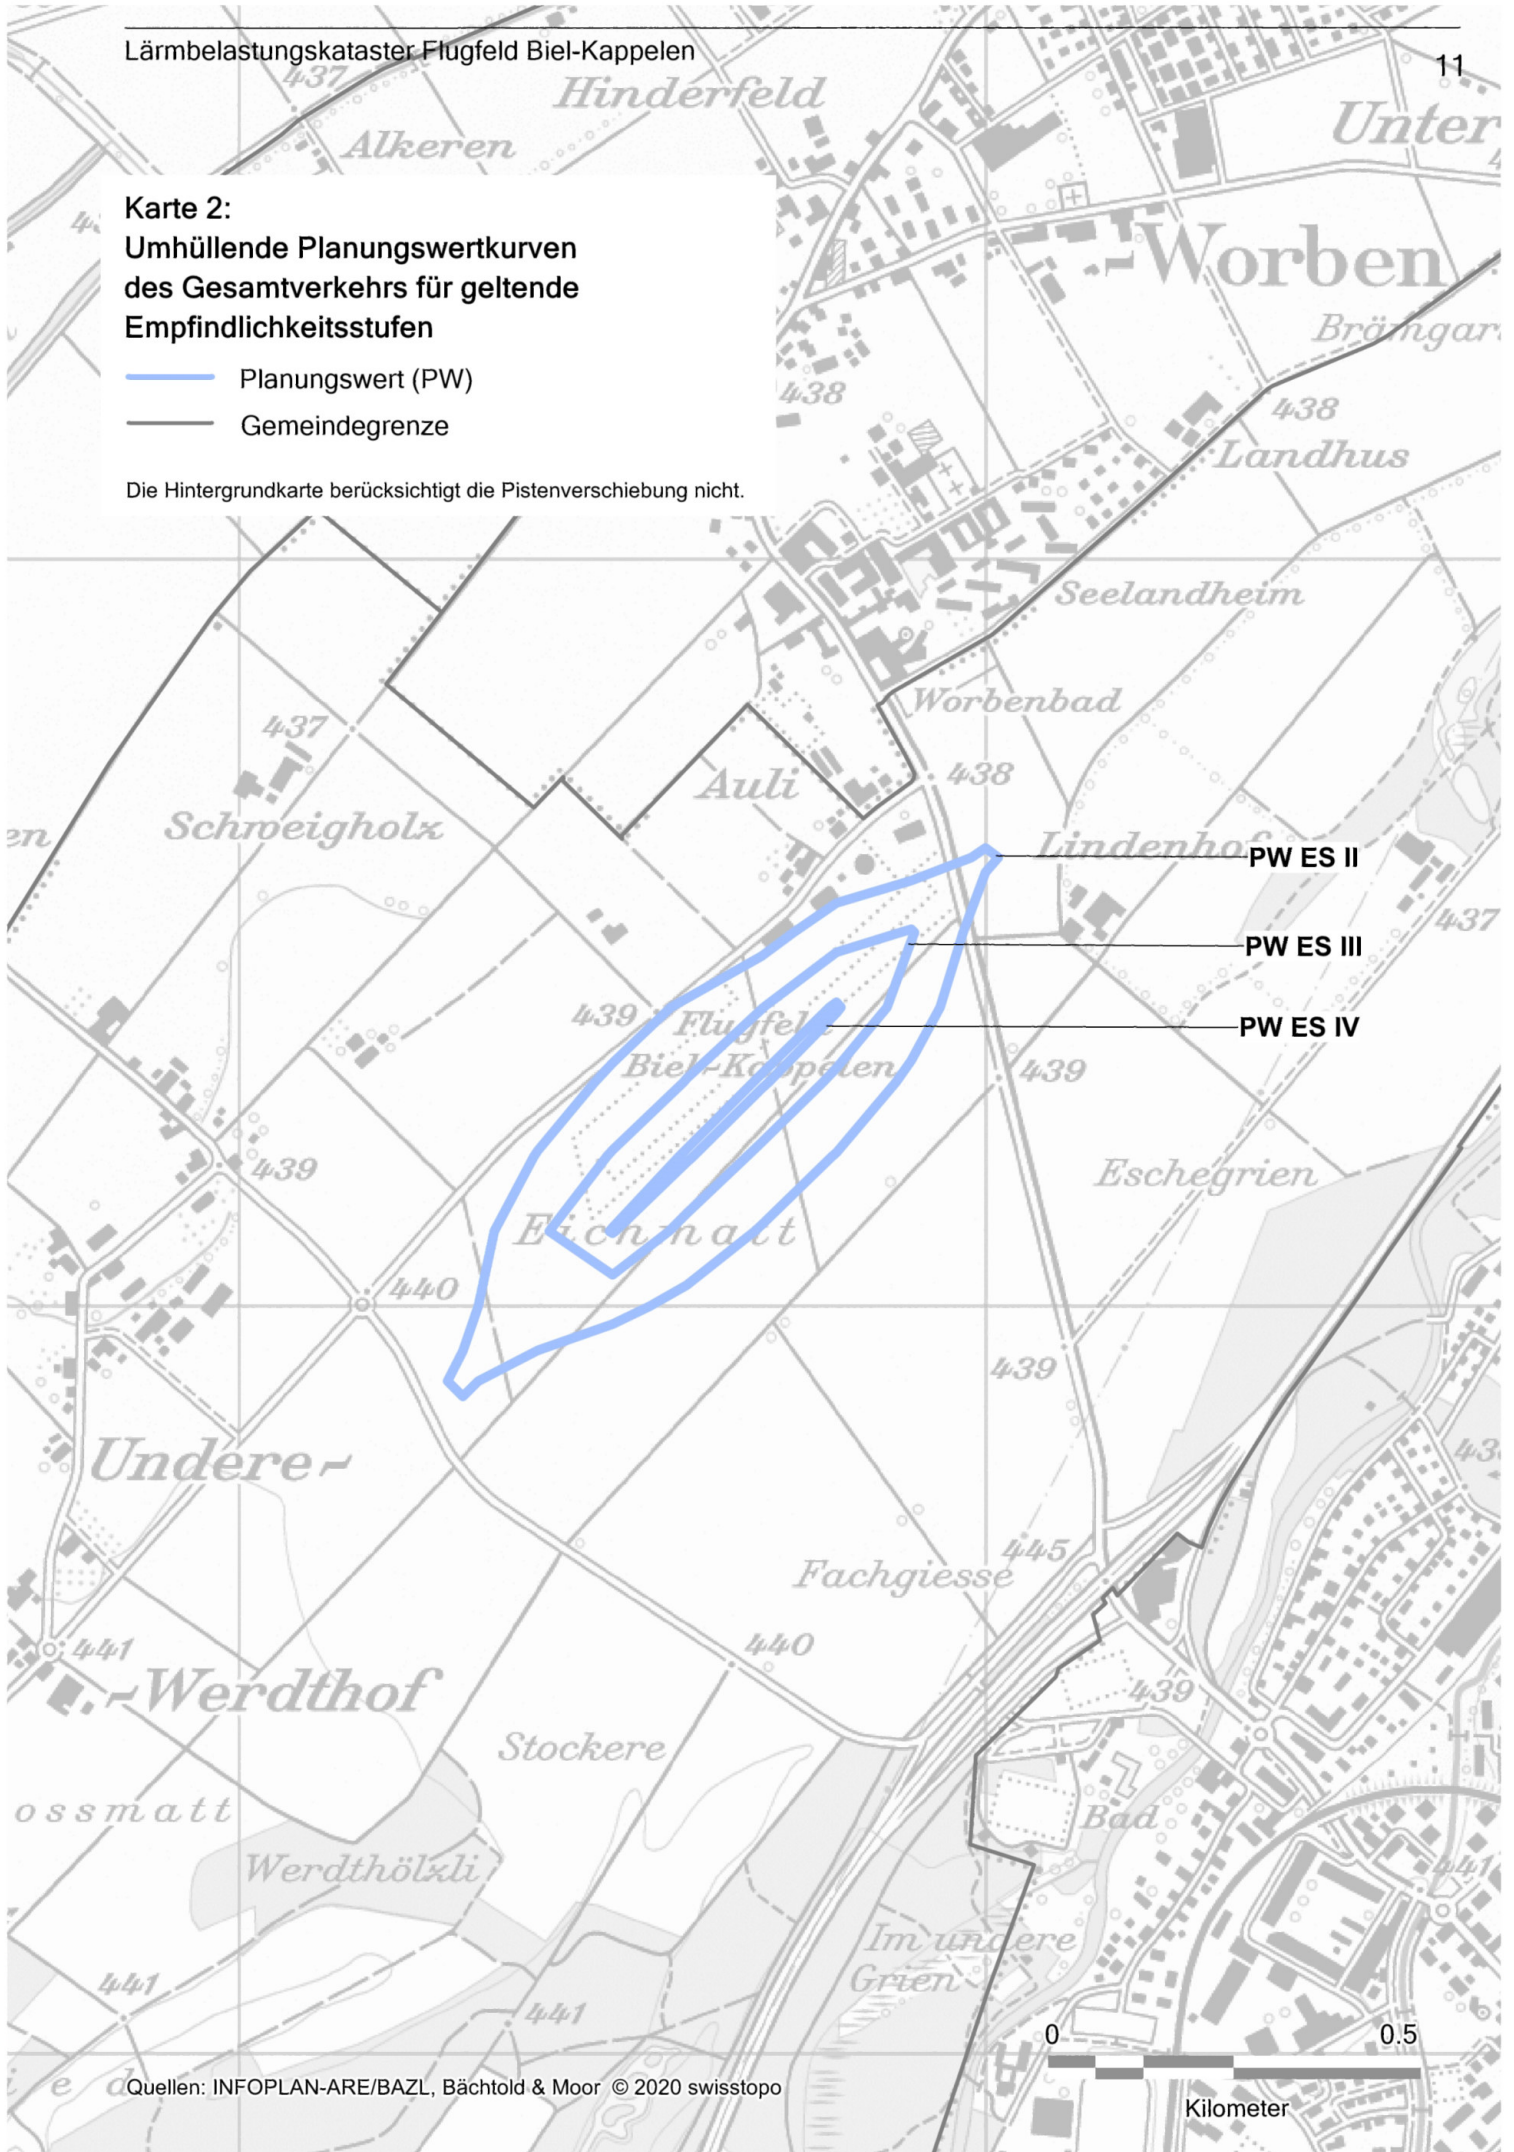 Lärmbelastungskataster Flugfeld Biel-Kappelen
11
437
Hinderfeld
Alkeren
Unter
Karte 2:
Umhüllende Planungswertkurven
des Gesamtverkehrs für geltende
Empfindlichkeitsstufen
Planungswert (PW)
Gemeindegrenze
Die Hintergrundkarte berücksichtigt die Pistenverschiebung nicht.
Worben
Brämgar
438
438
Landhus
Seelandheim
Worbenbad
437
438
Auli
Schweigholz
en
Lindenhof
PW ES II
437
PW ES III
439
Flugfeld
PW ES IV
Biel-Kappelen
439
439
Eschegrien
Eichmatt
440
439
Undere-
445
Fachgiesse
440
441
-Werdthof
439
Stockere
ossmatt
Bad
Werdthölzli
441
Im undere
Grien
441
441
0
0.5
Quellen: INFOPLAN-ARE/BAZL, Bächtold & Moor © 2020 swisstopo
Kilometer